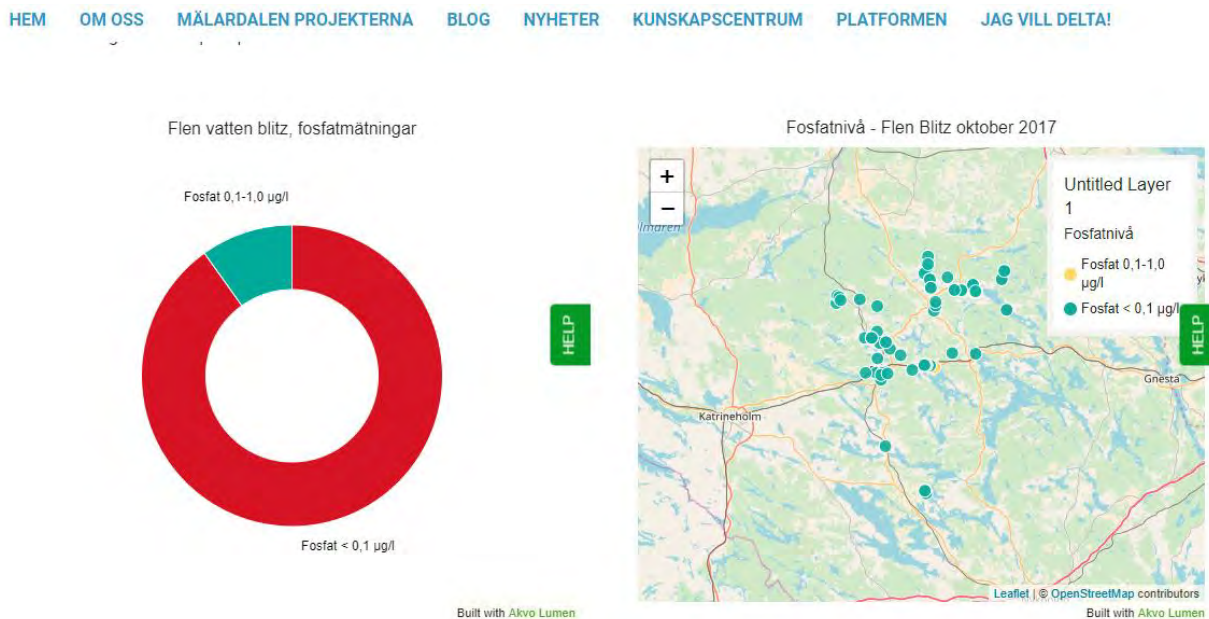 HEM OM OSS MÄLARDALEN PROJEKTERNA BLOG NYHETER KUNSKAPSCENTRUM PLATFORMEN JAG VILL DELTA!
Flen vatten blitz, fosfatmätningar
Fosfat 0,1-1,0 µg/l
Fosfat < 0,1 µg/l
HELP
Built with Akvo Lumen
Fosfatnivå - Flen Blitz oktober 2017
+
−
Untitled Layer
1
Fosfatnivå
Fosfat 0,1-1,0
µg/l
Fosfat < 0,1 µg/l
HELP
Gnesta
Katrineholm
Leaflet | © OpenStreetMap contributors
Built with Akvo Lumen